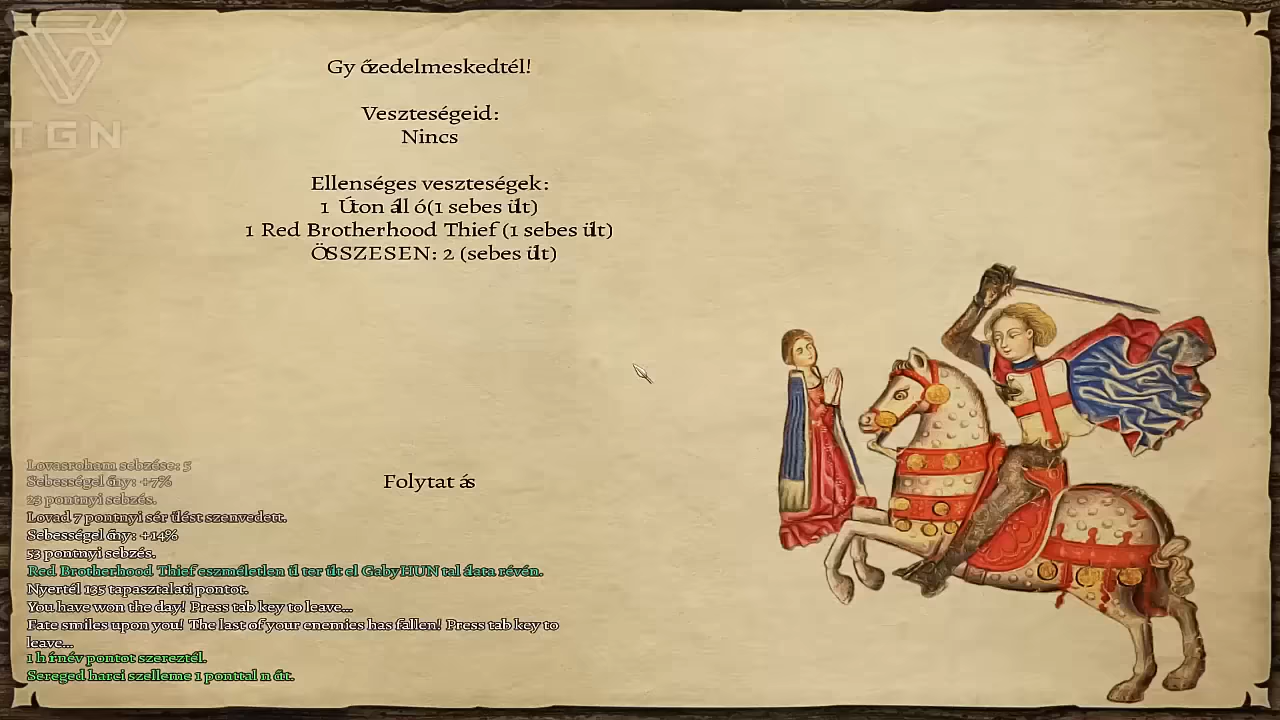 TGN
Győzedelmeskedtél!
Veszteségeid:
Nincs
Ellenséges veszteségek:
1 Útonálló (1 sebesült)
1 Red Brotherhood Thief (1 sebesült)
ÖSSZESEN: 2 (sebesült)
Folytatás
Lovasroham sebzése: 5
Sebességelőny: +7%
23 pontnyi sebzés.
Lovad 7 pontnyi sérülést szenvedett.
Sebességelőny: +14%
53 pontnyi sebzés.
Red Brotherhood Thief eszméletlenül terült el GabyHUN találata révén.
Nyertél 135 tapasztalati pontot.
You have won the day! Press tab key to leave...
Fate smiles upon you! The last of your enemies has fallen! Press tab key to
leave...
1 hírnév pontot szereztél.
Sereged harci szelleme 1 ponttal nőtt.